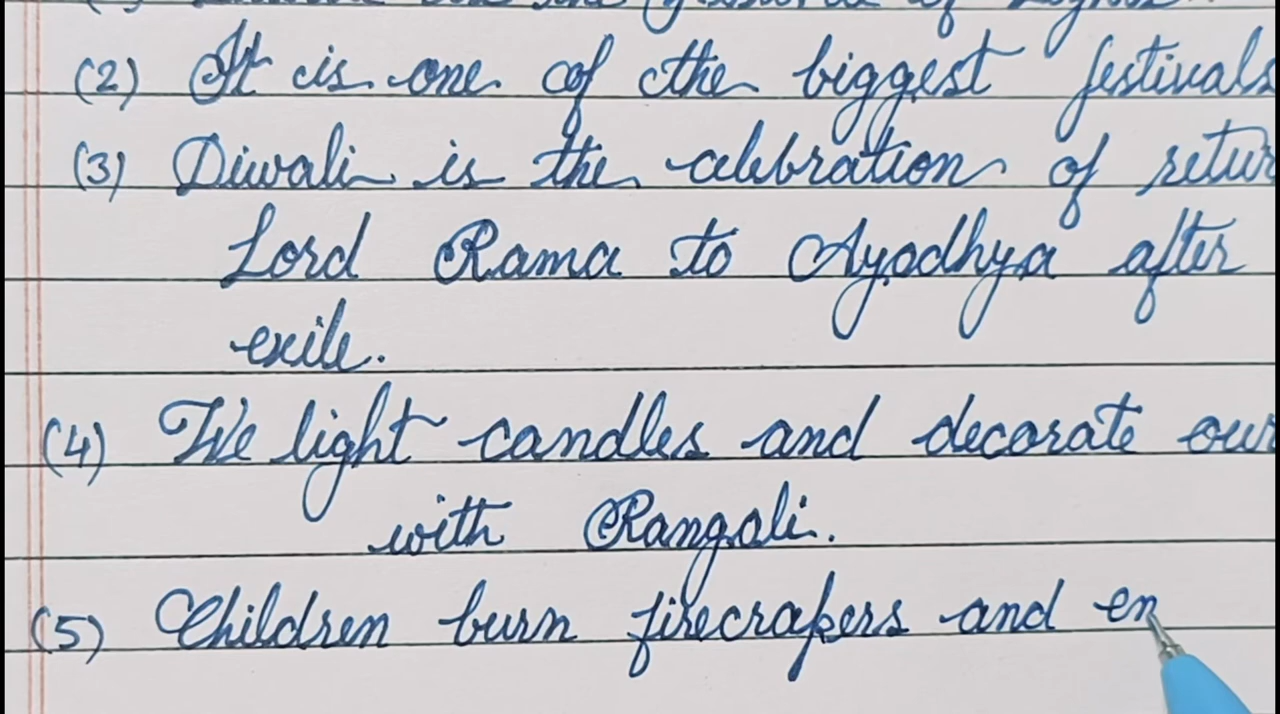 (2) It is one of the biggest festivals
(3) Diwali is the celebration of retur
Lord Rama to Ayodhya after
exile.
(4) We light candles and decorate our
with Rangoli.
(5) Children burn firecrakers and en